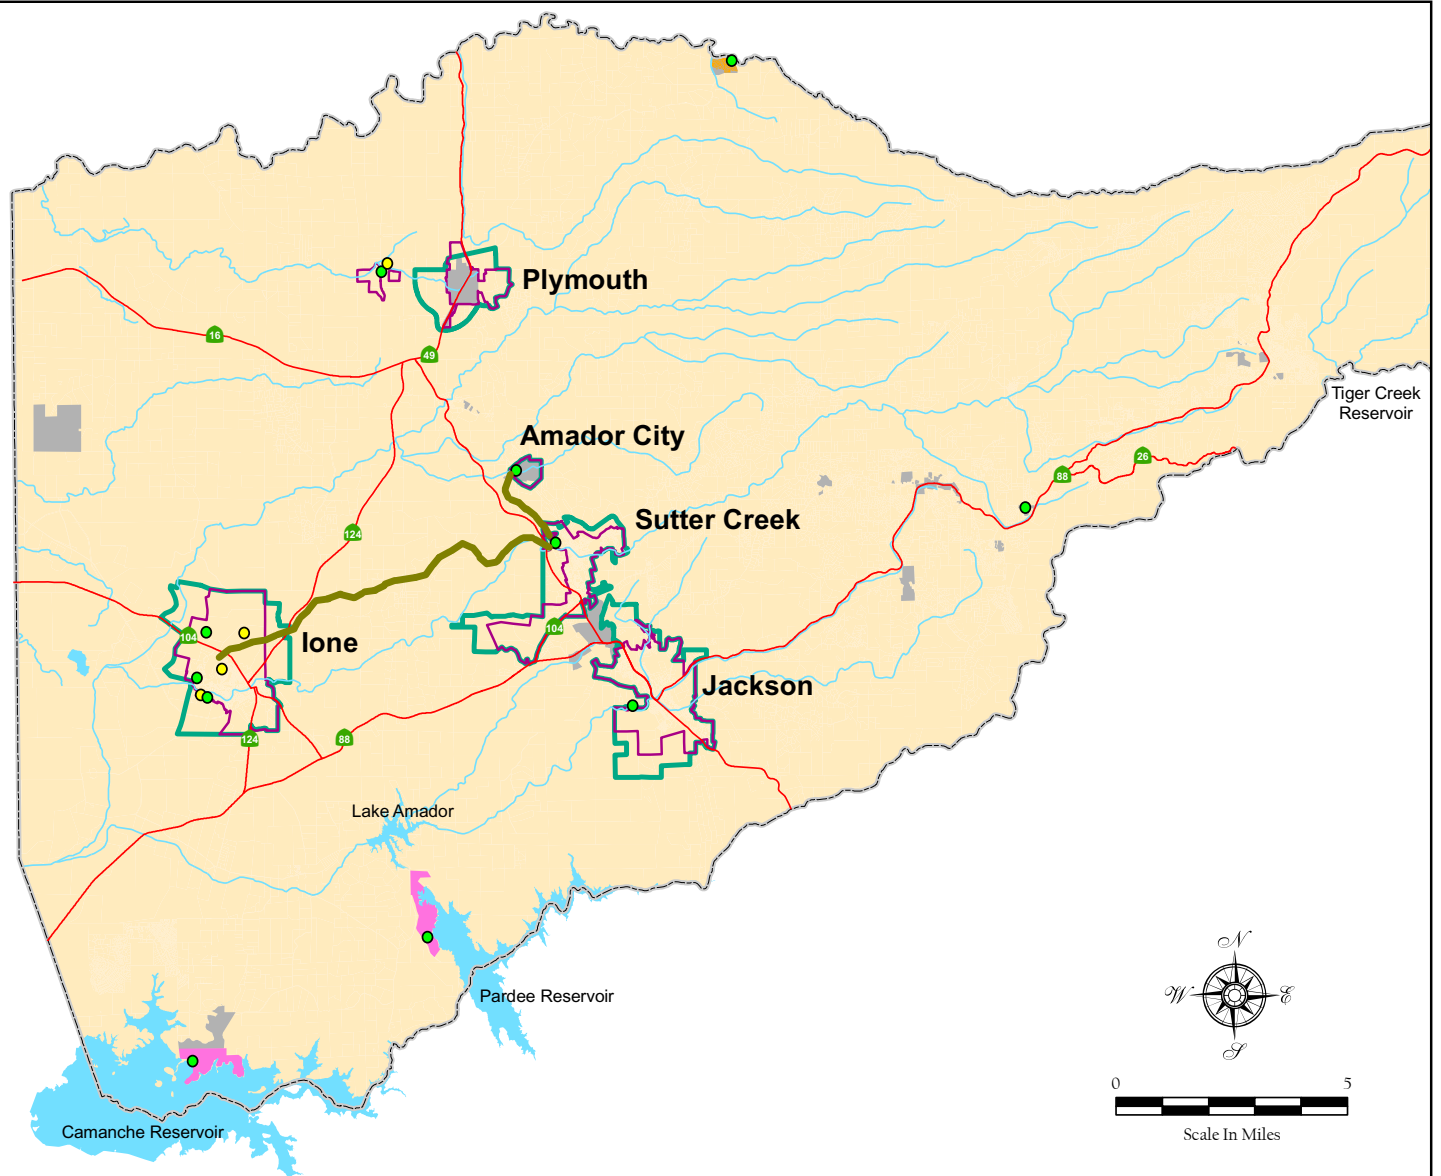 Plymouth
16
49
Tiger Creek
Reservoir
Amador City
26
88
Sutter Creek
124
104
104
Ione
Jackson
124
88
Lake Amador
N
W
E
S
Pardee Reservoir
0
5
Camanche Reservoir
Scale In Miles